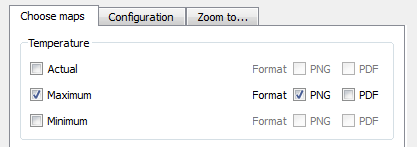 Choose maps Configuration Zoom to...
Temperature
Actual Format PNG PDF
Maximum Format PNG PDF
Minimum Format PNG PDF